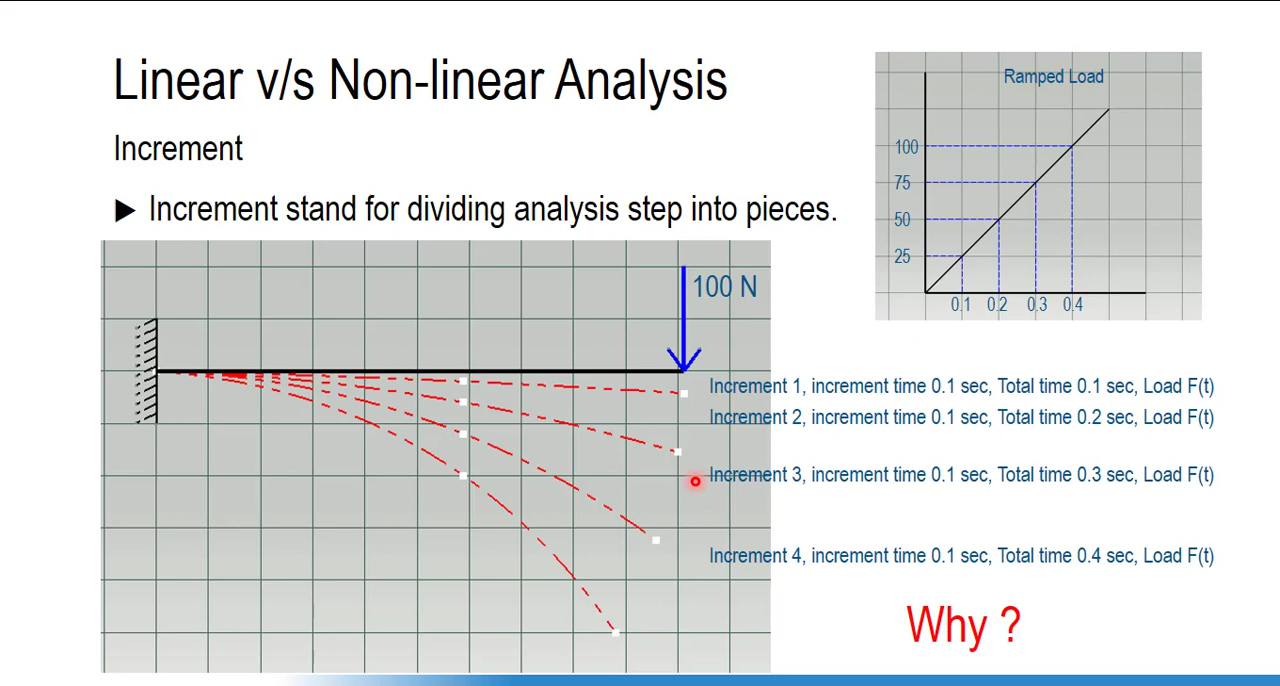 Linear v/s Non-linear Analysis
Increment
▶ Increment stand for dividing analysis step into pieces.
Ramped Load
100
75
50
25
0.1 0.2 0.3 0.4
100 N
Increment 1, increment time 0.1 sec, Total time 0.1 sec, Load F(t)
Increment 2, increment time 0.1 sec, Total time 0.2 sec, Load F(t)
Increment 3, increment time 0.1 sec, Total time 0.3 sec, Load F(t)
Increment 4, increment time 0.1 sec, Total time 0.4 sec, Load F(t)
Why ?